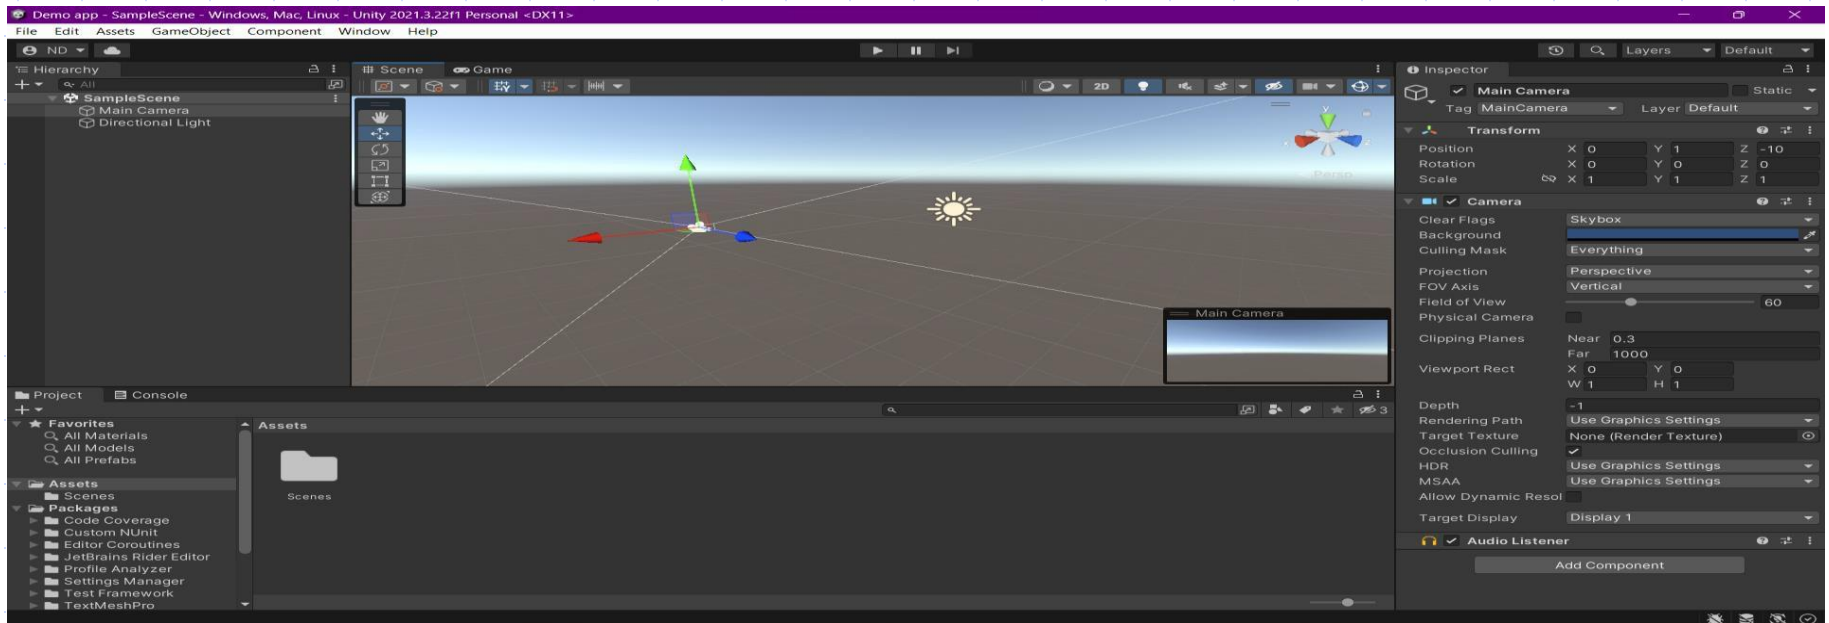 Demo app - SampleScene - Windows, Mac, Linux - Unity 2021.3.22f1 Personal <DX11>
File Edit Assets GameObject Component Window Help
ND
Layers
Default
Hierarchy
All
SampleScene
Main Camera
Directional Light
Scene
Game
2D
y
z
Persp
Main Camera
Inspector
Main Camera
Static
Tag MainCamera
Layer Default
Transform
Position X 0 Y 1 Z -10
Rotation X 0 Y 0 Z 0
Scale X 1 Y 1 Z 1
Camera
Clear Flags Skybox
Background
Culling Mask Everything
Projection Perspective
FOV Axis Vertical
Field of View 60
Physical Camera
Clipping Planes Near 0.3
Far 1000
Viewport Rect X 0 Y 0
W 1 H 1
Depth -1
Rendering Path Use Graphics Settings
Target Texture None (Render Texture)
Occlusion Culling
HDR Use Graphics Settings
MSAA Use Graphics Settings
Allow Dynamic Resol
Target Display Display 1
Audio Listener
Add Component
Project
Console
3
Favorites
All Materials
All Models
All Prefabs
Assets
Scenes
Packages
Code Coverage
Custom NUnit
Editor Coroutines
JetBrains Rider Editor
Profile Analyzer
Settings Manager
Test Framework
TextMeshPro
Assets
Scenes